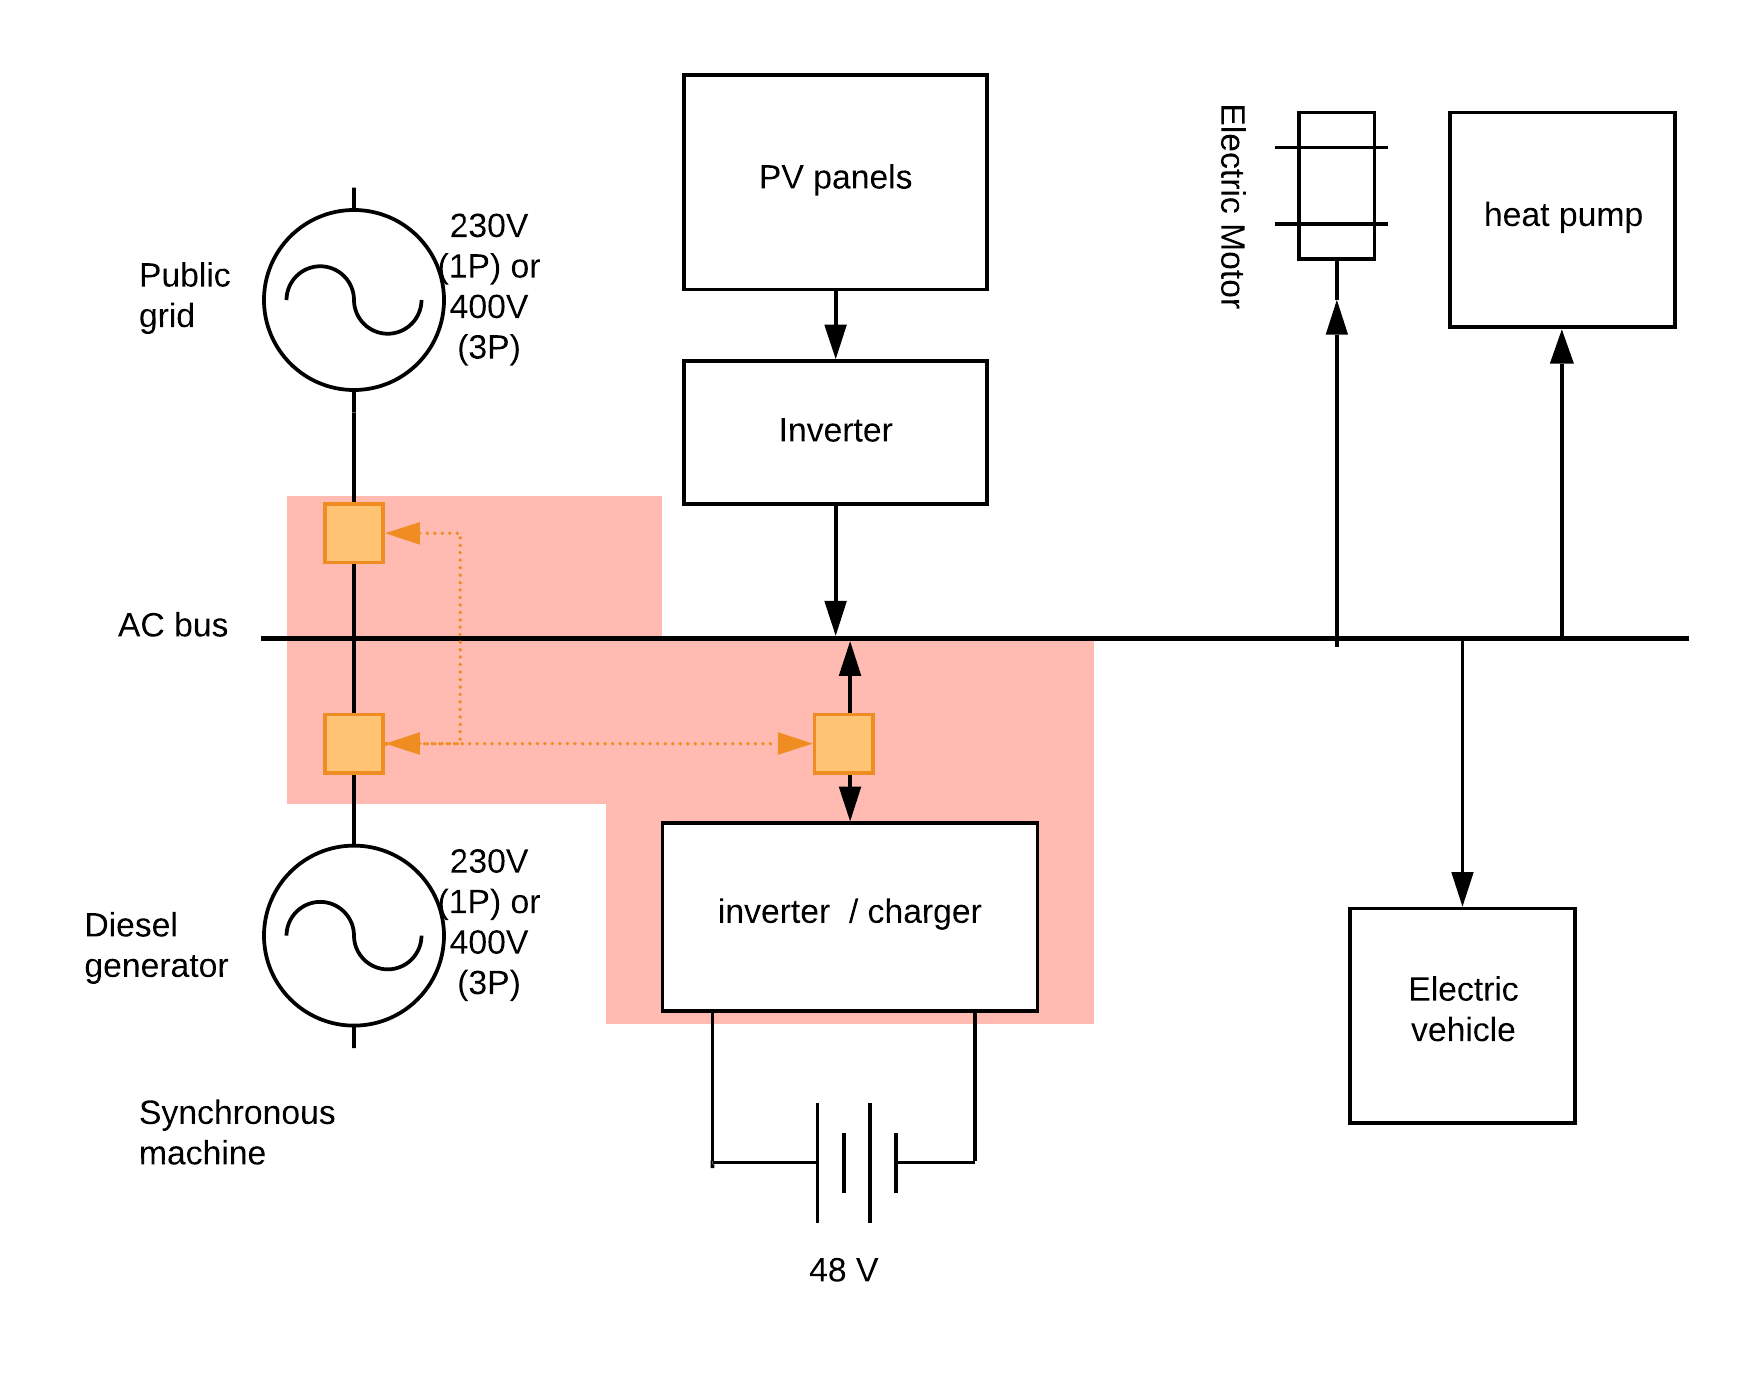 PV panels
Electric Motor
heat pump
Public
grid
230V
(1P) or
400V
(3P)
Inverter
AC bus
Diesel
generator
230V
(1P) or
400V
(3P)
inverter / charger
Electric
vehicle
Synchronous
machine
48 V